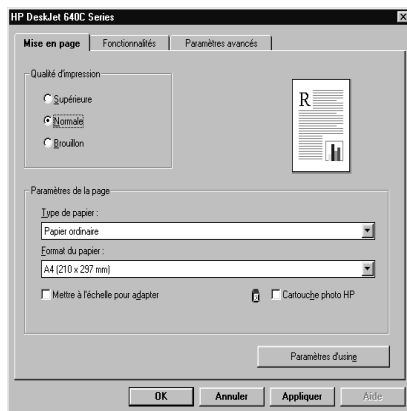 HP DeskJet 640C Series
Mise en page Fonctionnalités Paramètres avancés
Qualité d'impression
Supérieure
Normale
Brouillon
R
Paramètres de la page
Type de papier :
Papier ordinaire
Format du papier :
A4 (210 x 297 mm)
Mettre à l'échelle pour adapter Cartouche photo HP
Paramètres d'usine
OK Annuler Appliquer Aide